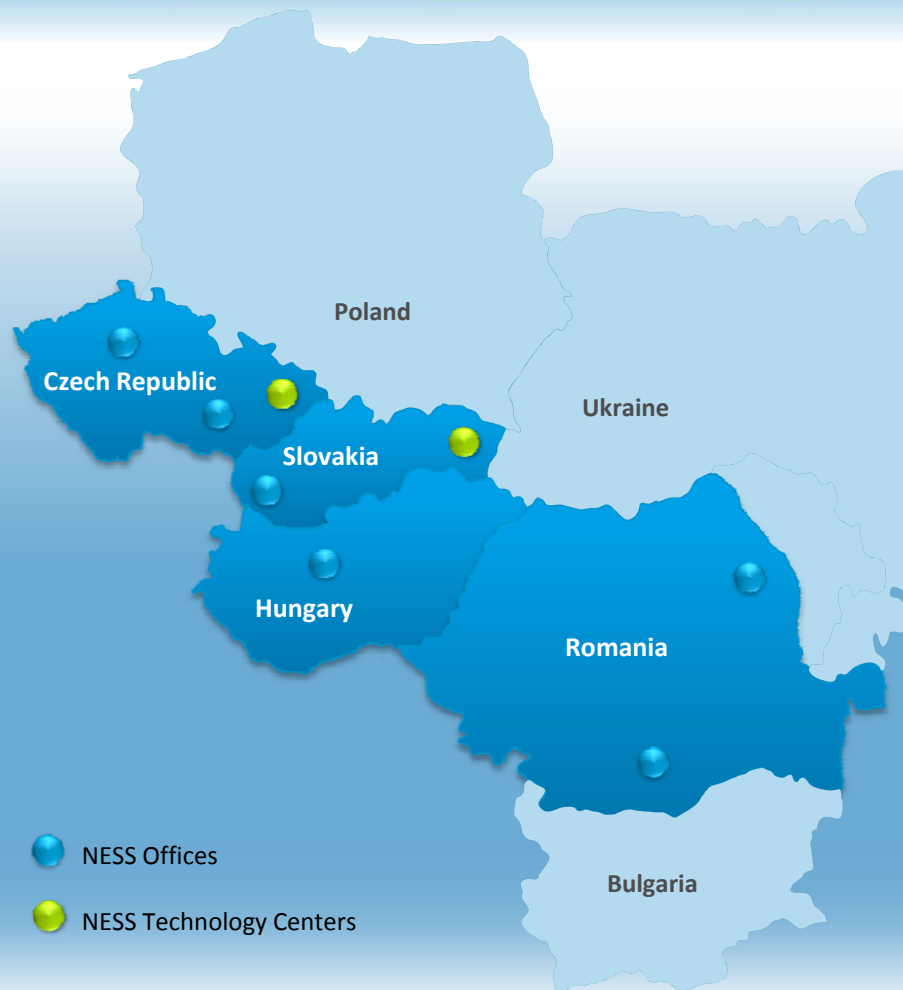 Poland
Czech Republic
Ukraine
Slovakia
Hungary
Romania
NESS Offices
Bulgaria
NESS Technology Centers